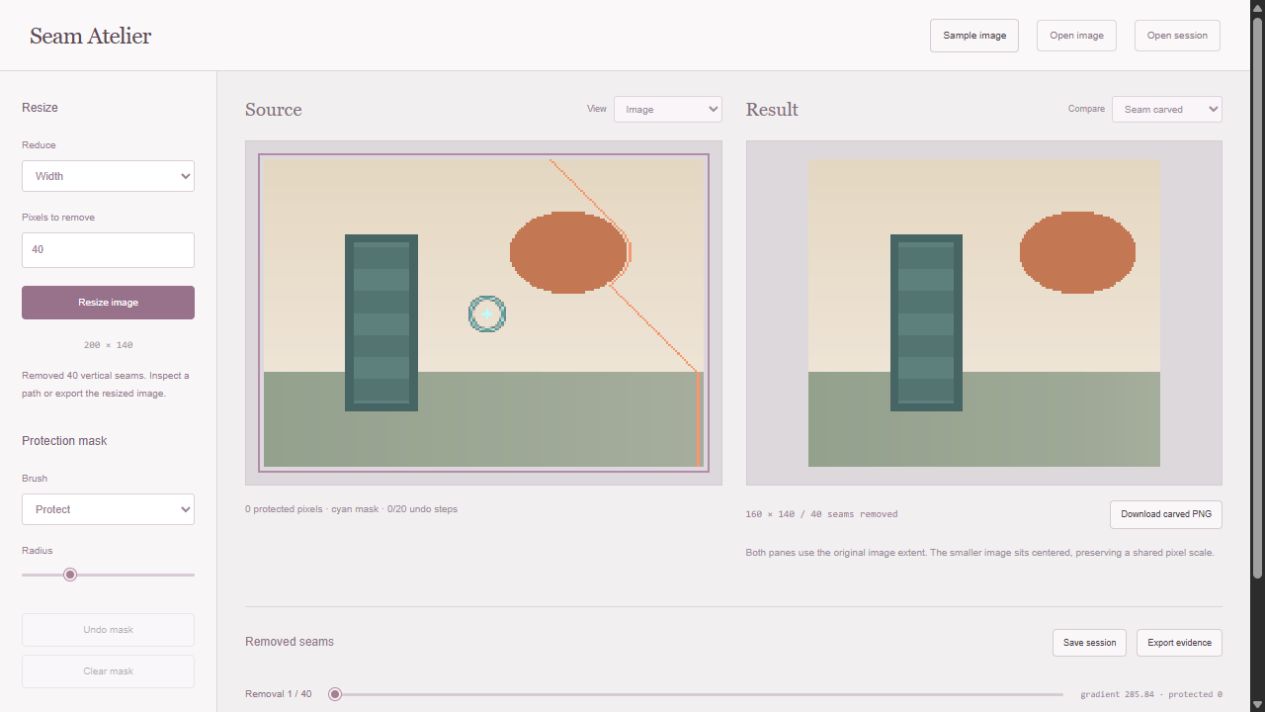 Seam Atelier
Sample image
Open image
Open session
Resize
Reduce
Width
Pixels to remove
40
Resize image
200 × 140
Removed 40 vertical seams. Inspect a
path or export the resized image.
Protection mask
Brush
Protect
Radius
Undo mask
Clear mask
Source
View
Image
0 protected pixels · cyan mask · 0/20 undo steps
Result
Compare
Seam carved
160 × 140 / 40 seams removed
Download carved PNG
Both panes use the original image extent. The smaller image sits centered, preserving a shared pixel scale.
Removed seams
Save session
Export evidence
Removal 1 / 40
gradient 285.84 · protected 0